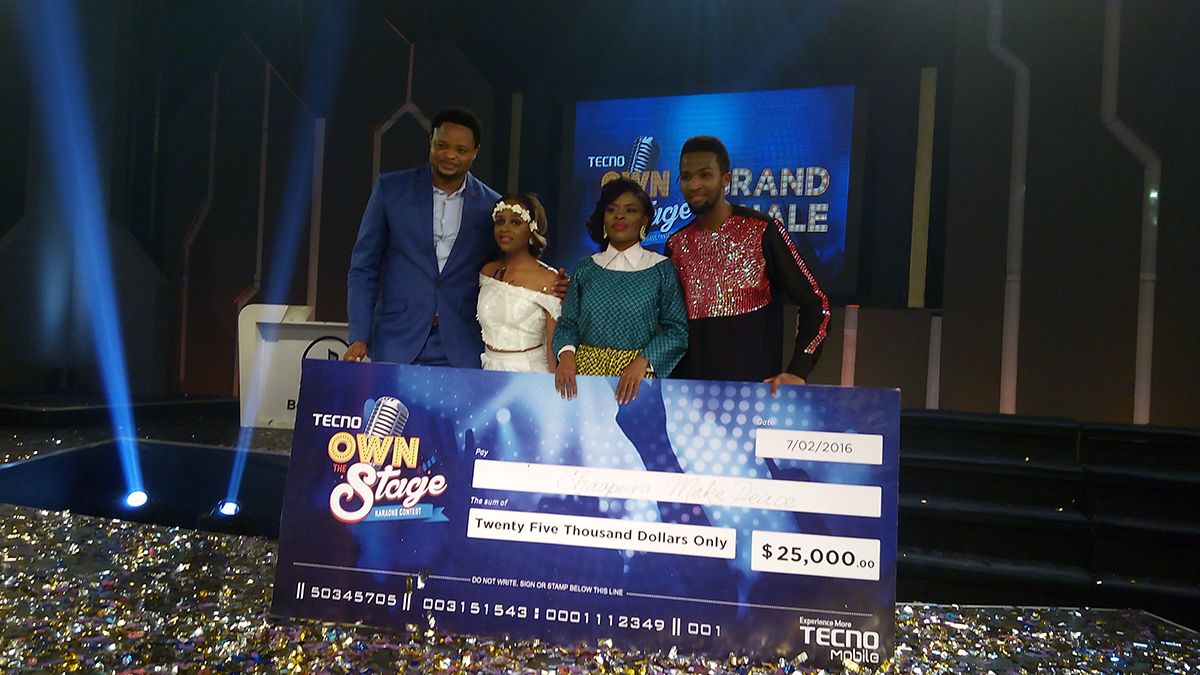 TECNO
OWN
Stage
GRAND
FINALE
TECNO
OWN
THE
Stage
KARAOKE CONTEST
Date
7/02/2016
Pay
Make Peace
The sum of
Twenty Five Thousand Dollars Only
$25,000.00
DO NOT WRITE, SIGN OR STAMP BELOW THIS LINE
50345705 003151543 0001112349 001
Experience More
TECNO
Mobile